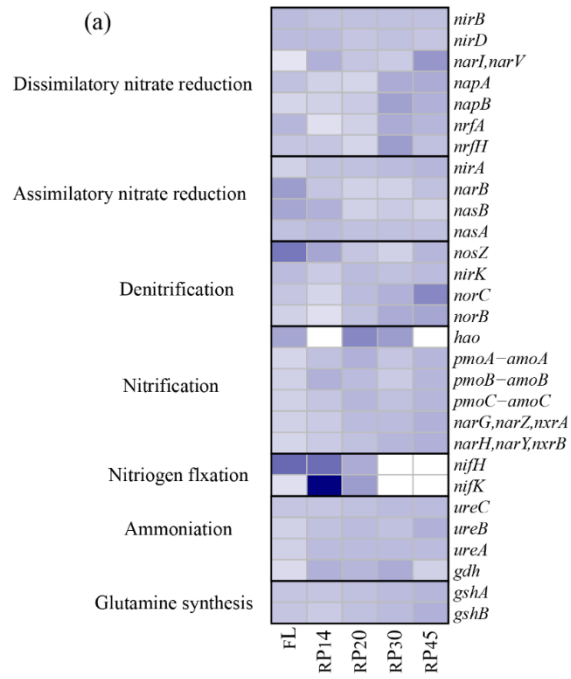 (a)
nirB
nirD
narI,narV
Dissimilatory nitrate reduction
napA
napB
nrfA
nrfH
nirA
Assimilatory nitrate reduction
narB
nasB
nasA
nosZ
nirK
Denitrification
norC
norB
hao
pmoA−amoA
Nitrification
pmoB−amoB
pmoC−amoC
narG,narZ,nxrA
narH,narY,nxrB
Nitriogen flxation
nifH
nifK
ureC
Ammoniation
ureB
ureA
gdh
Glutamine synthesis
gshA
gshB
FL
RP14
RP20
RP30
RP45